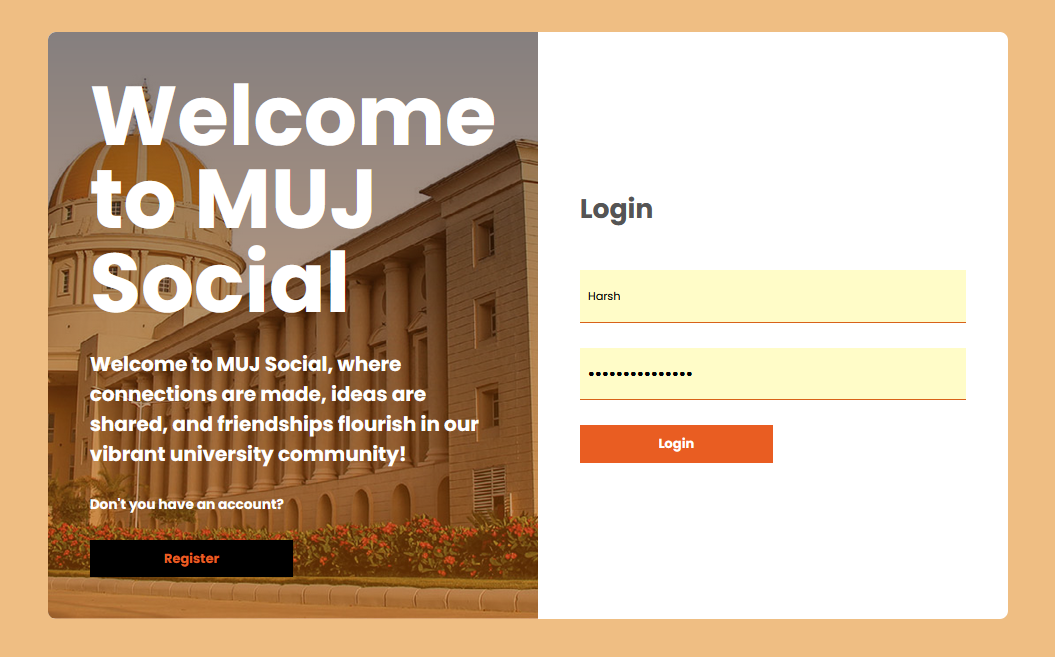 Welcome
to MUJ
Social
Welcome to MUJ Social, where
connections are made, ideas are
shared, and friendships flourish in our
vibrant university community!
Don't you have an account?
Register
Login
Harsh
•••••••••••••••
Login